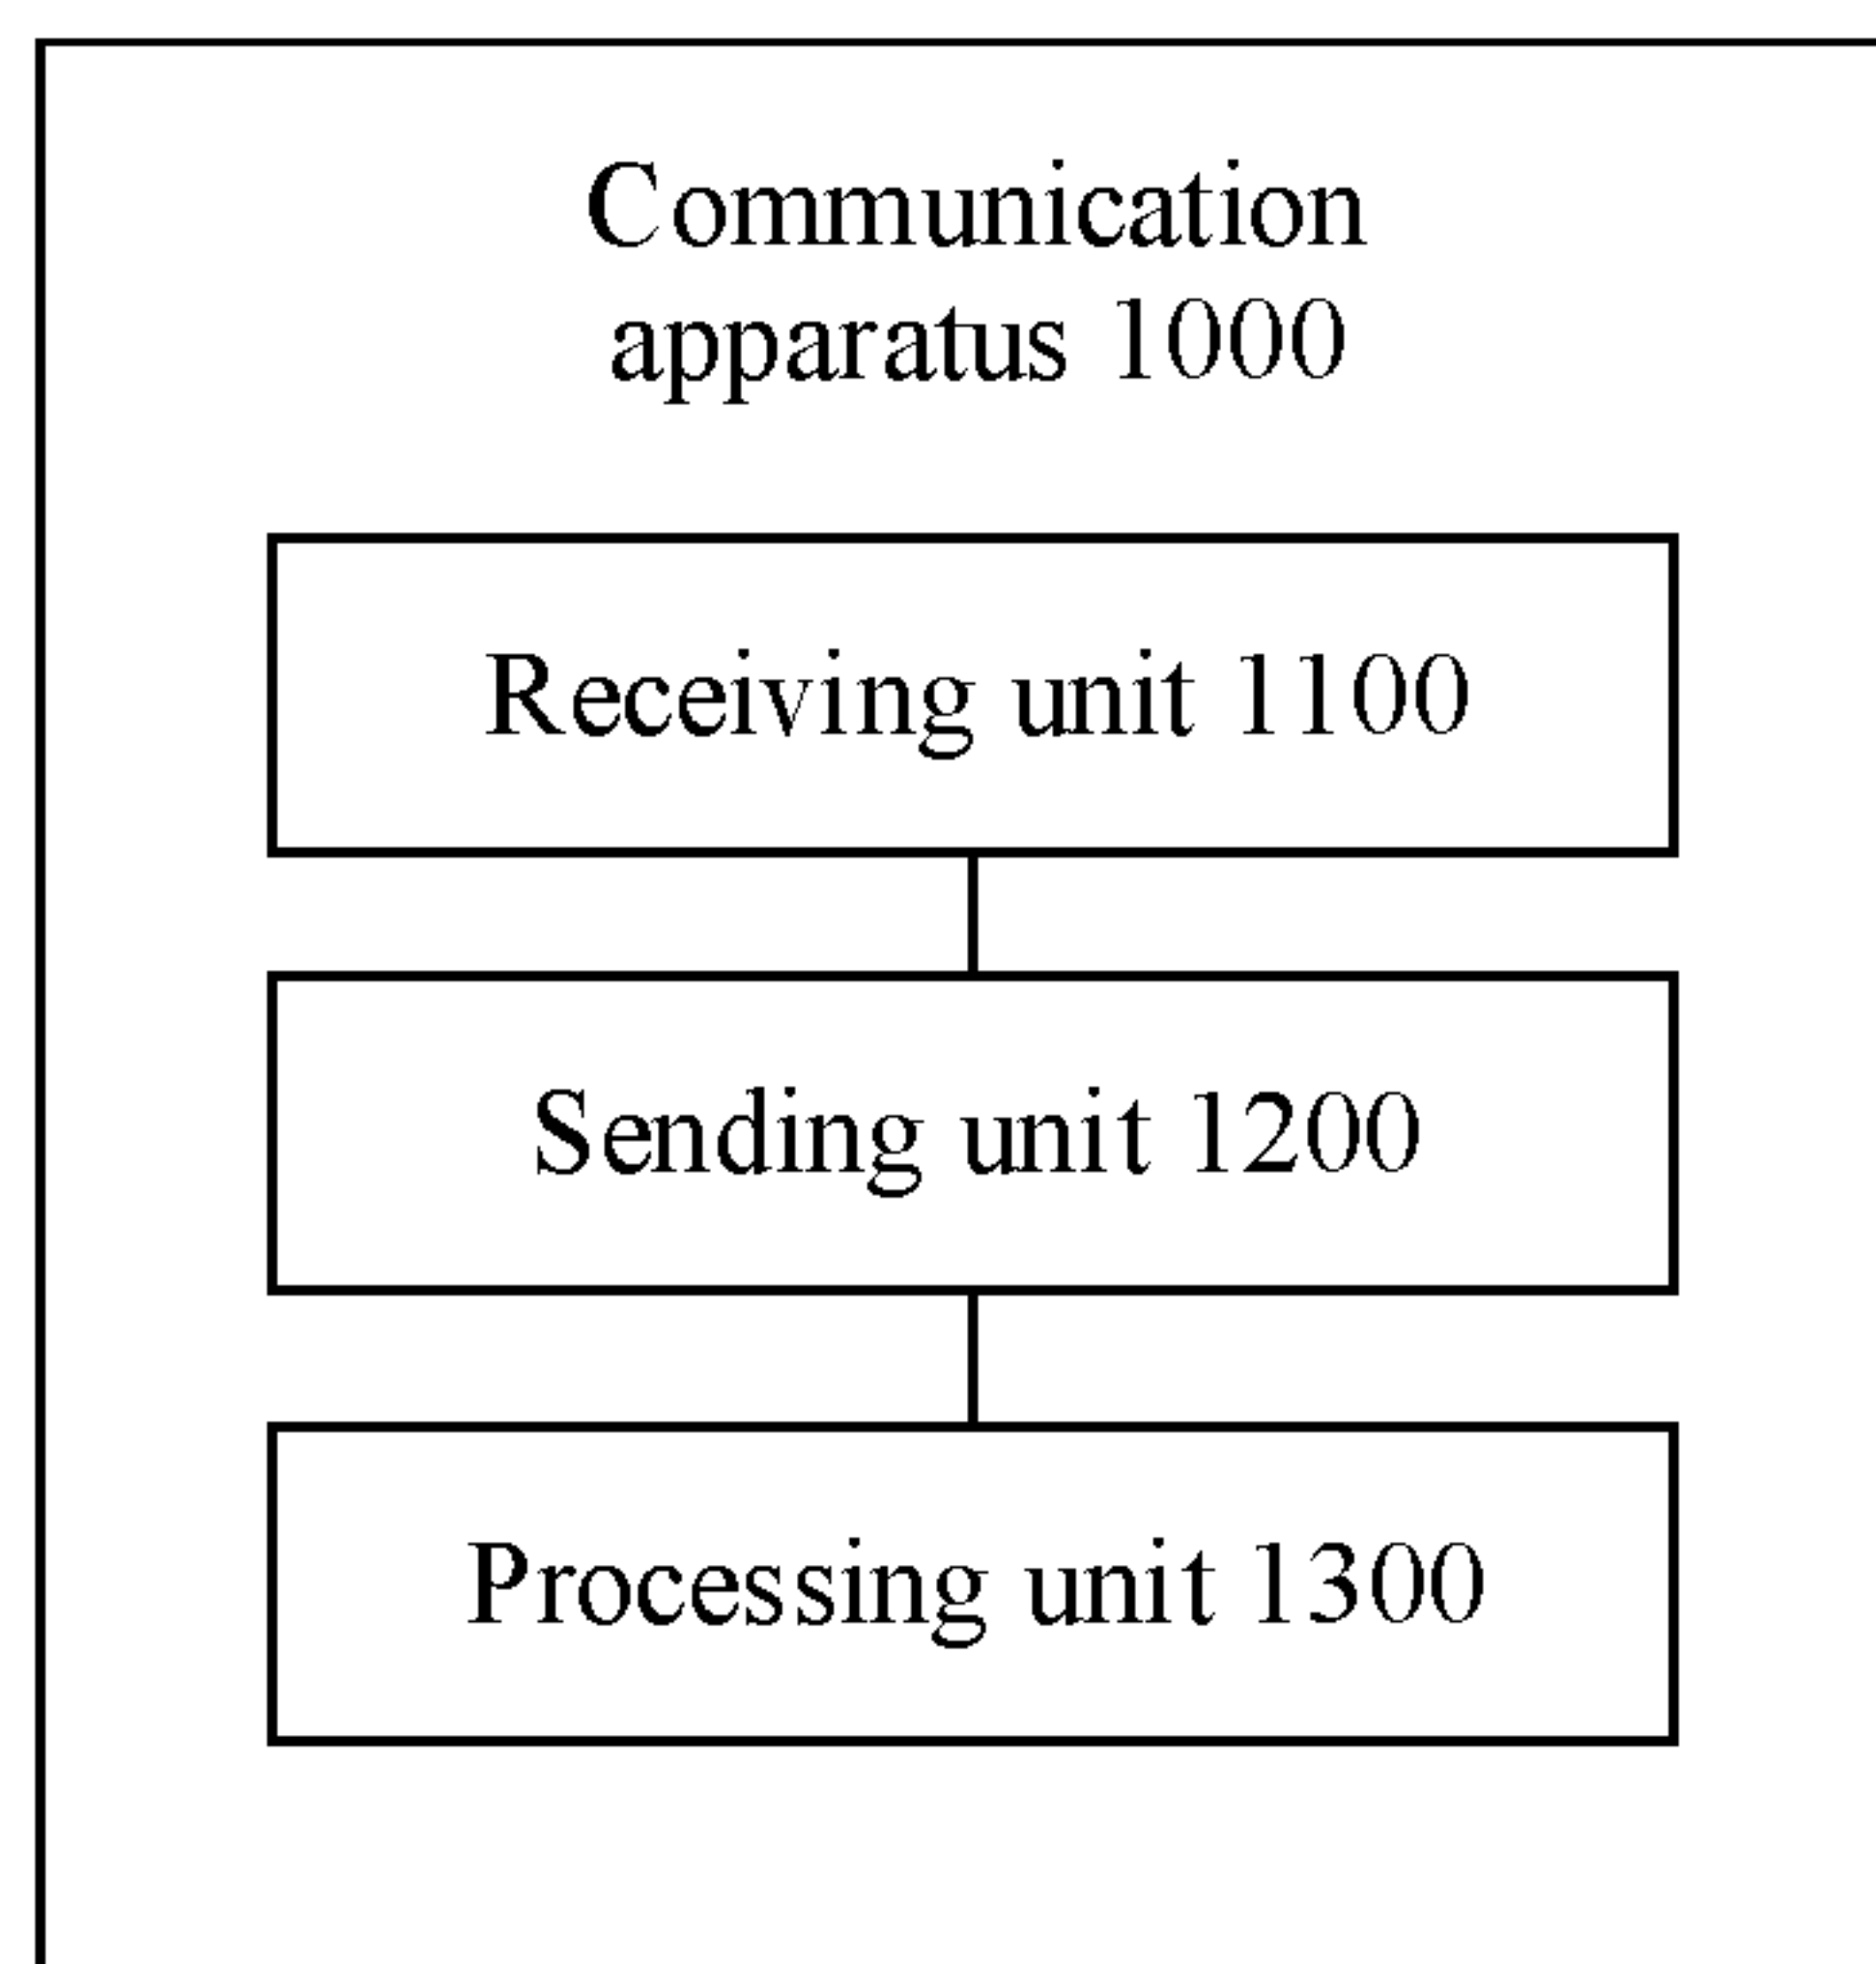 Communication
apparatus 1000
Receiving unit 1100
Sending unit 1200
Processing unit 1300